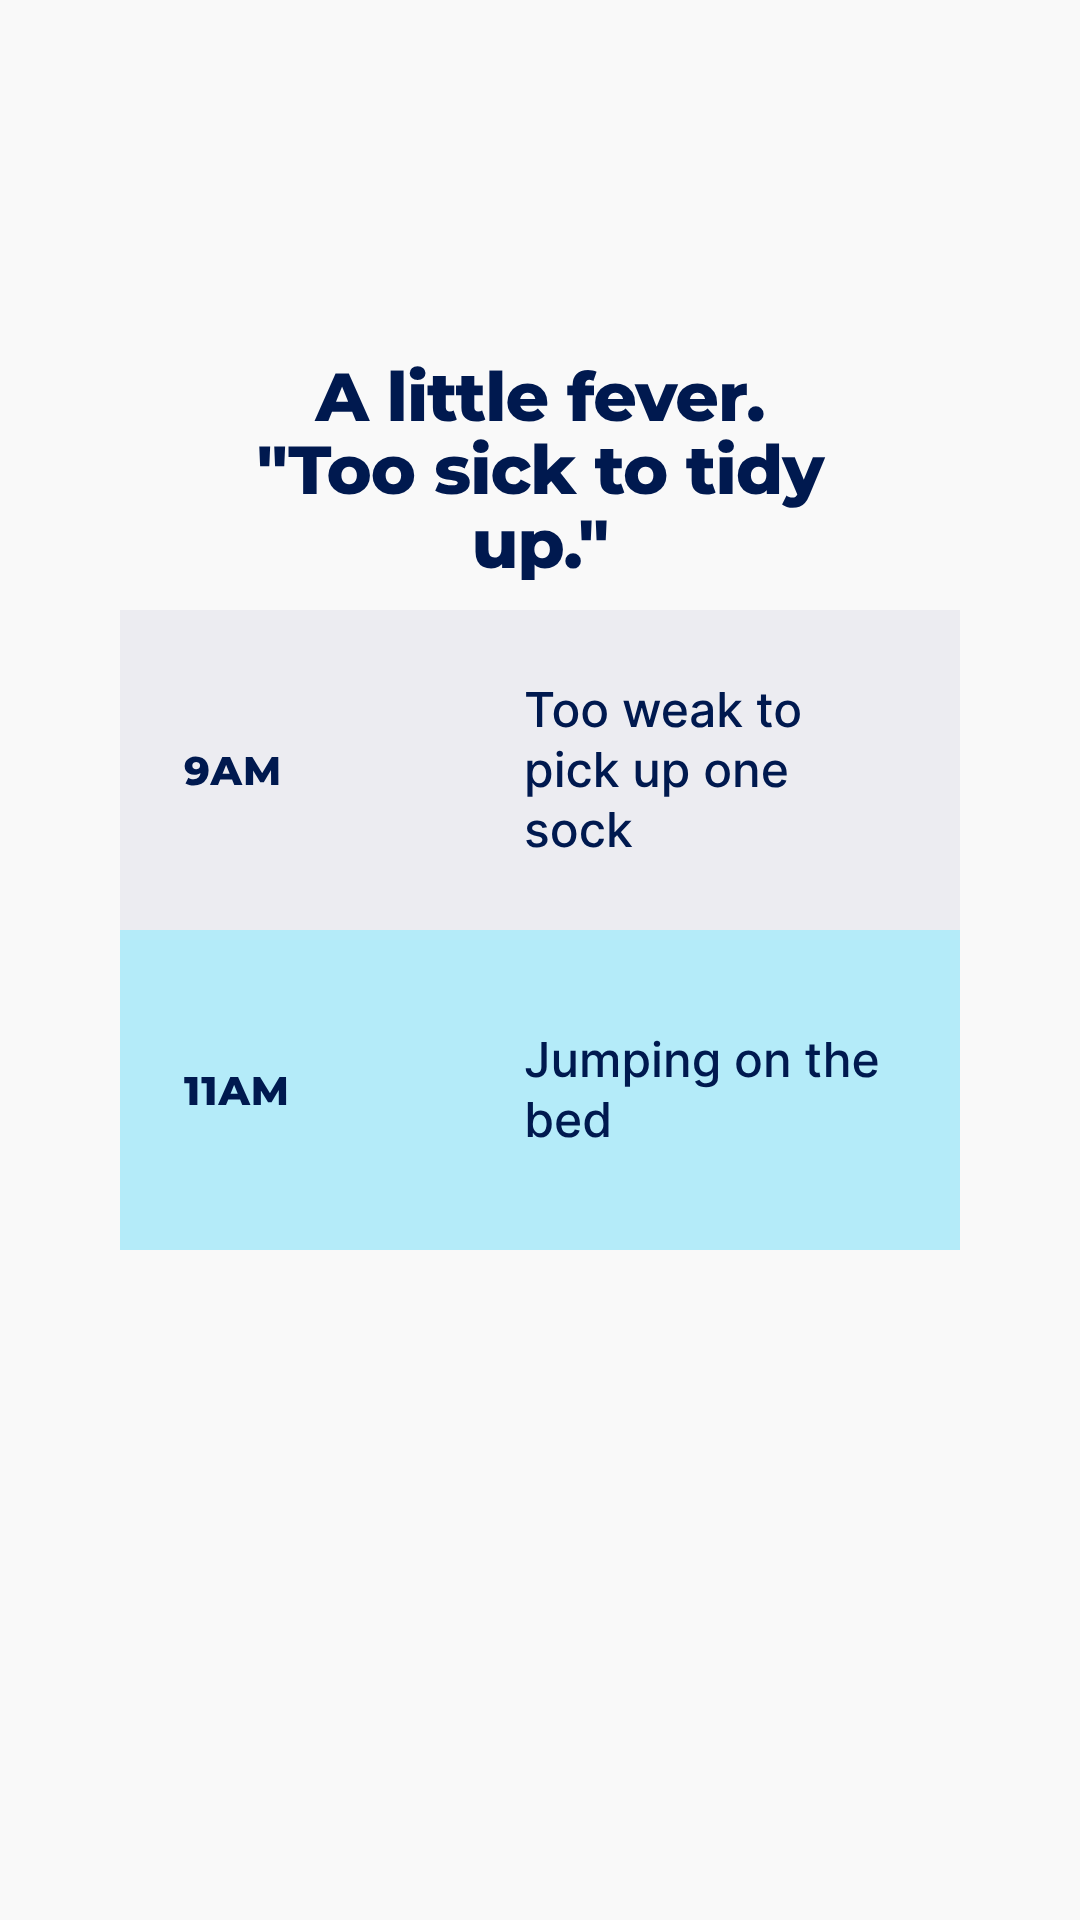 A little fever.
"Too sick to tidy
up."
9AM
Too weak to
pick up one
sock
11AM
Jumping on the
bed